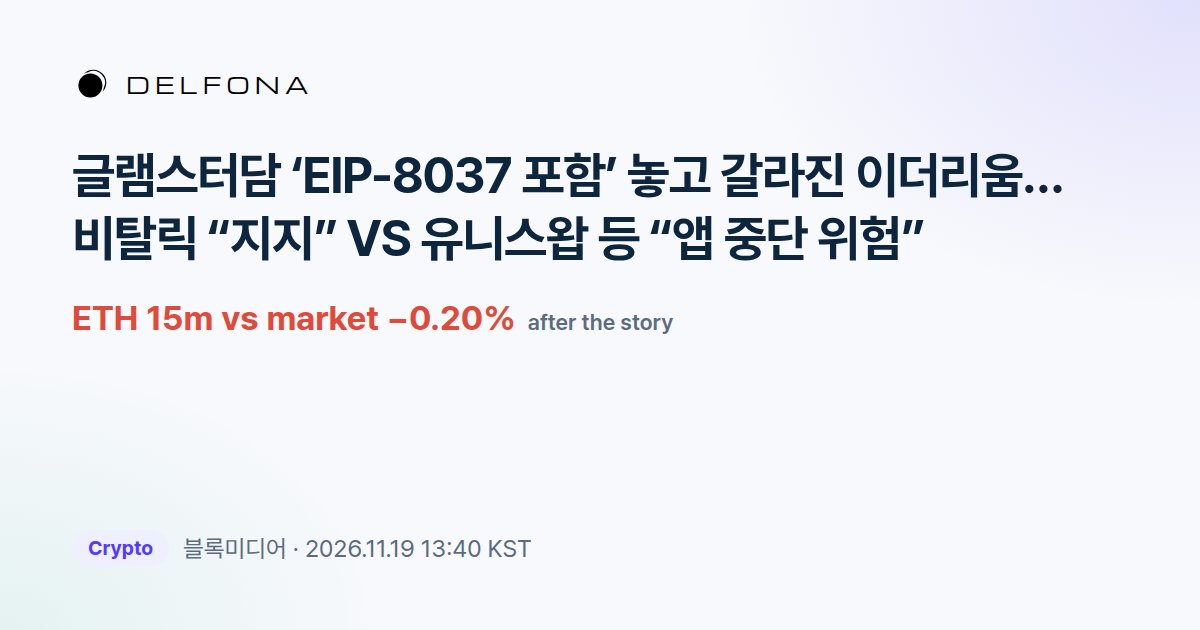 DELFONA
글램스터담 ‘EIP-8037 포함’ 놓고 갈라진 이더리움...
비탈릭 “지지” VS 유니스왑 등 “앱 중단 위험”
ETH 15m vs market −0.20% after the story
Crypto 블록미디어 · 2026.11.19 13:40 KST